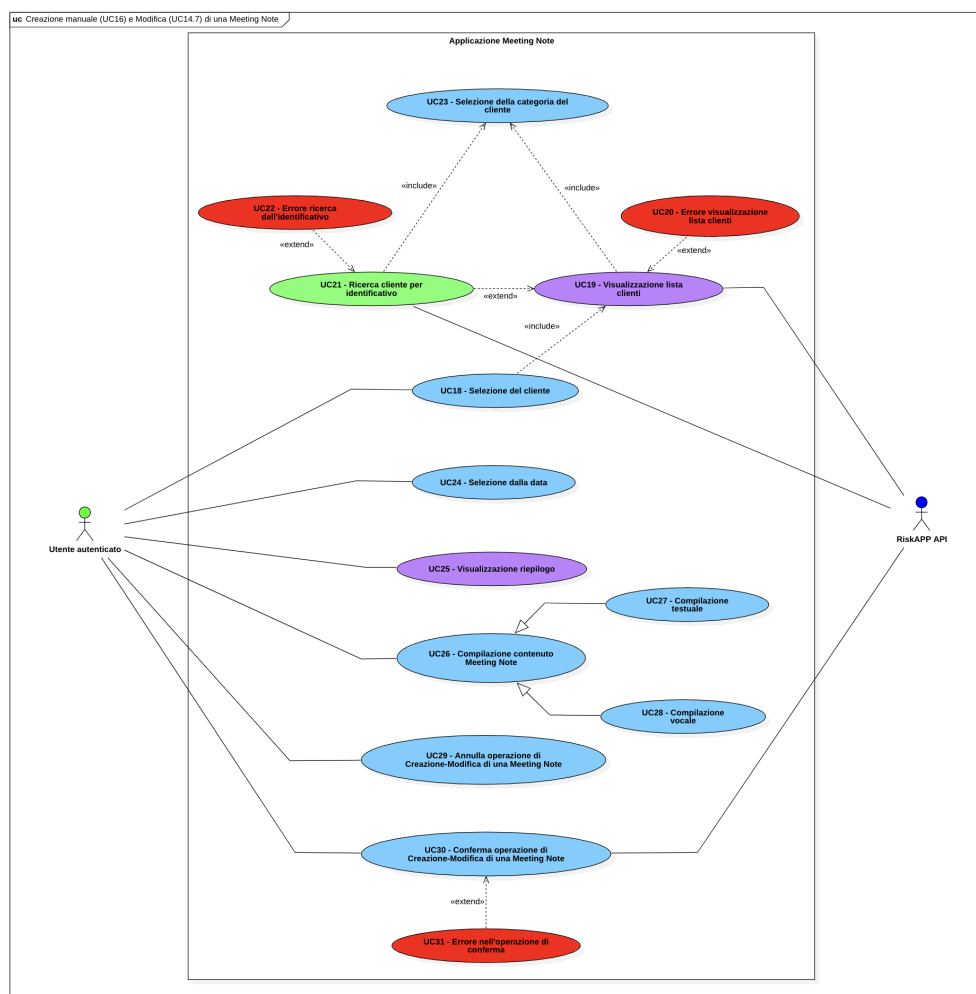 uc Creazione manuale (UC16) e Modifica (UC14.7) di una Meeting Note
Applicazione Meeting Note
UC23 - Selezione della categoria del
cliente
«include»
«include»
UC22 - Errore ricerca
dell'identificativo
UC20 - Errore visualizzazione
lista clienti
«extend»
«extend»
UC21 - Ricerca cliente per
identificativo
«extend»
UC19 - Visualizzazione lista
clienti
«include»
UC18 - Selezione del cliente
UC24 - Selezione dalla data
Utente autenticato
RiskAPP API
UC25 - Visualizzazione riepilogo
UC27 - Compilazione
testuale
UC26 - Compilazione contenuto
Meeting Note
UC28 - Compilazione
vocale
UC29 - Annulla operazione di
Creazione-Modifica di una Meeting Note
UC30 - Conferma operazione di
Creazione-Modifica di una Meeting Note
«extend»
UC31 - Errore nell'operazione di
conferma